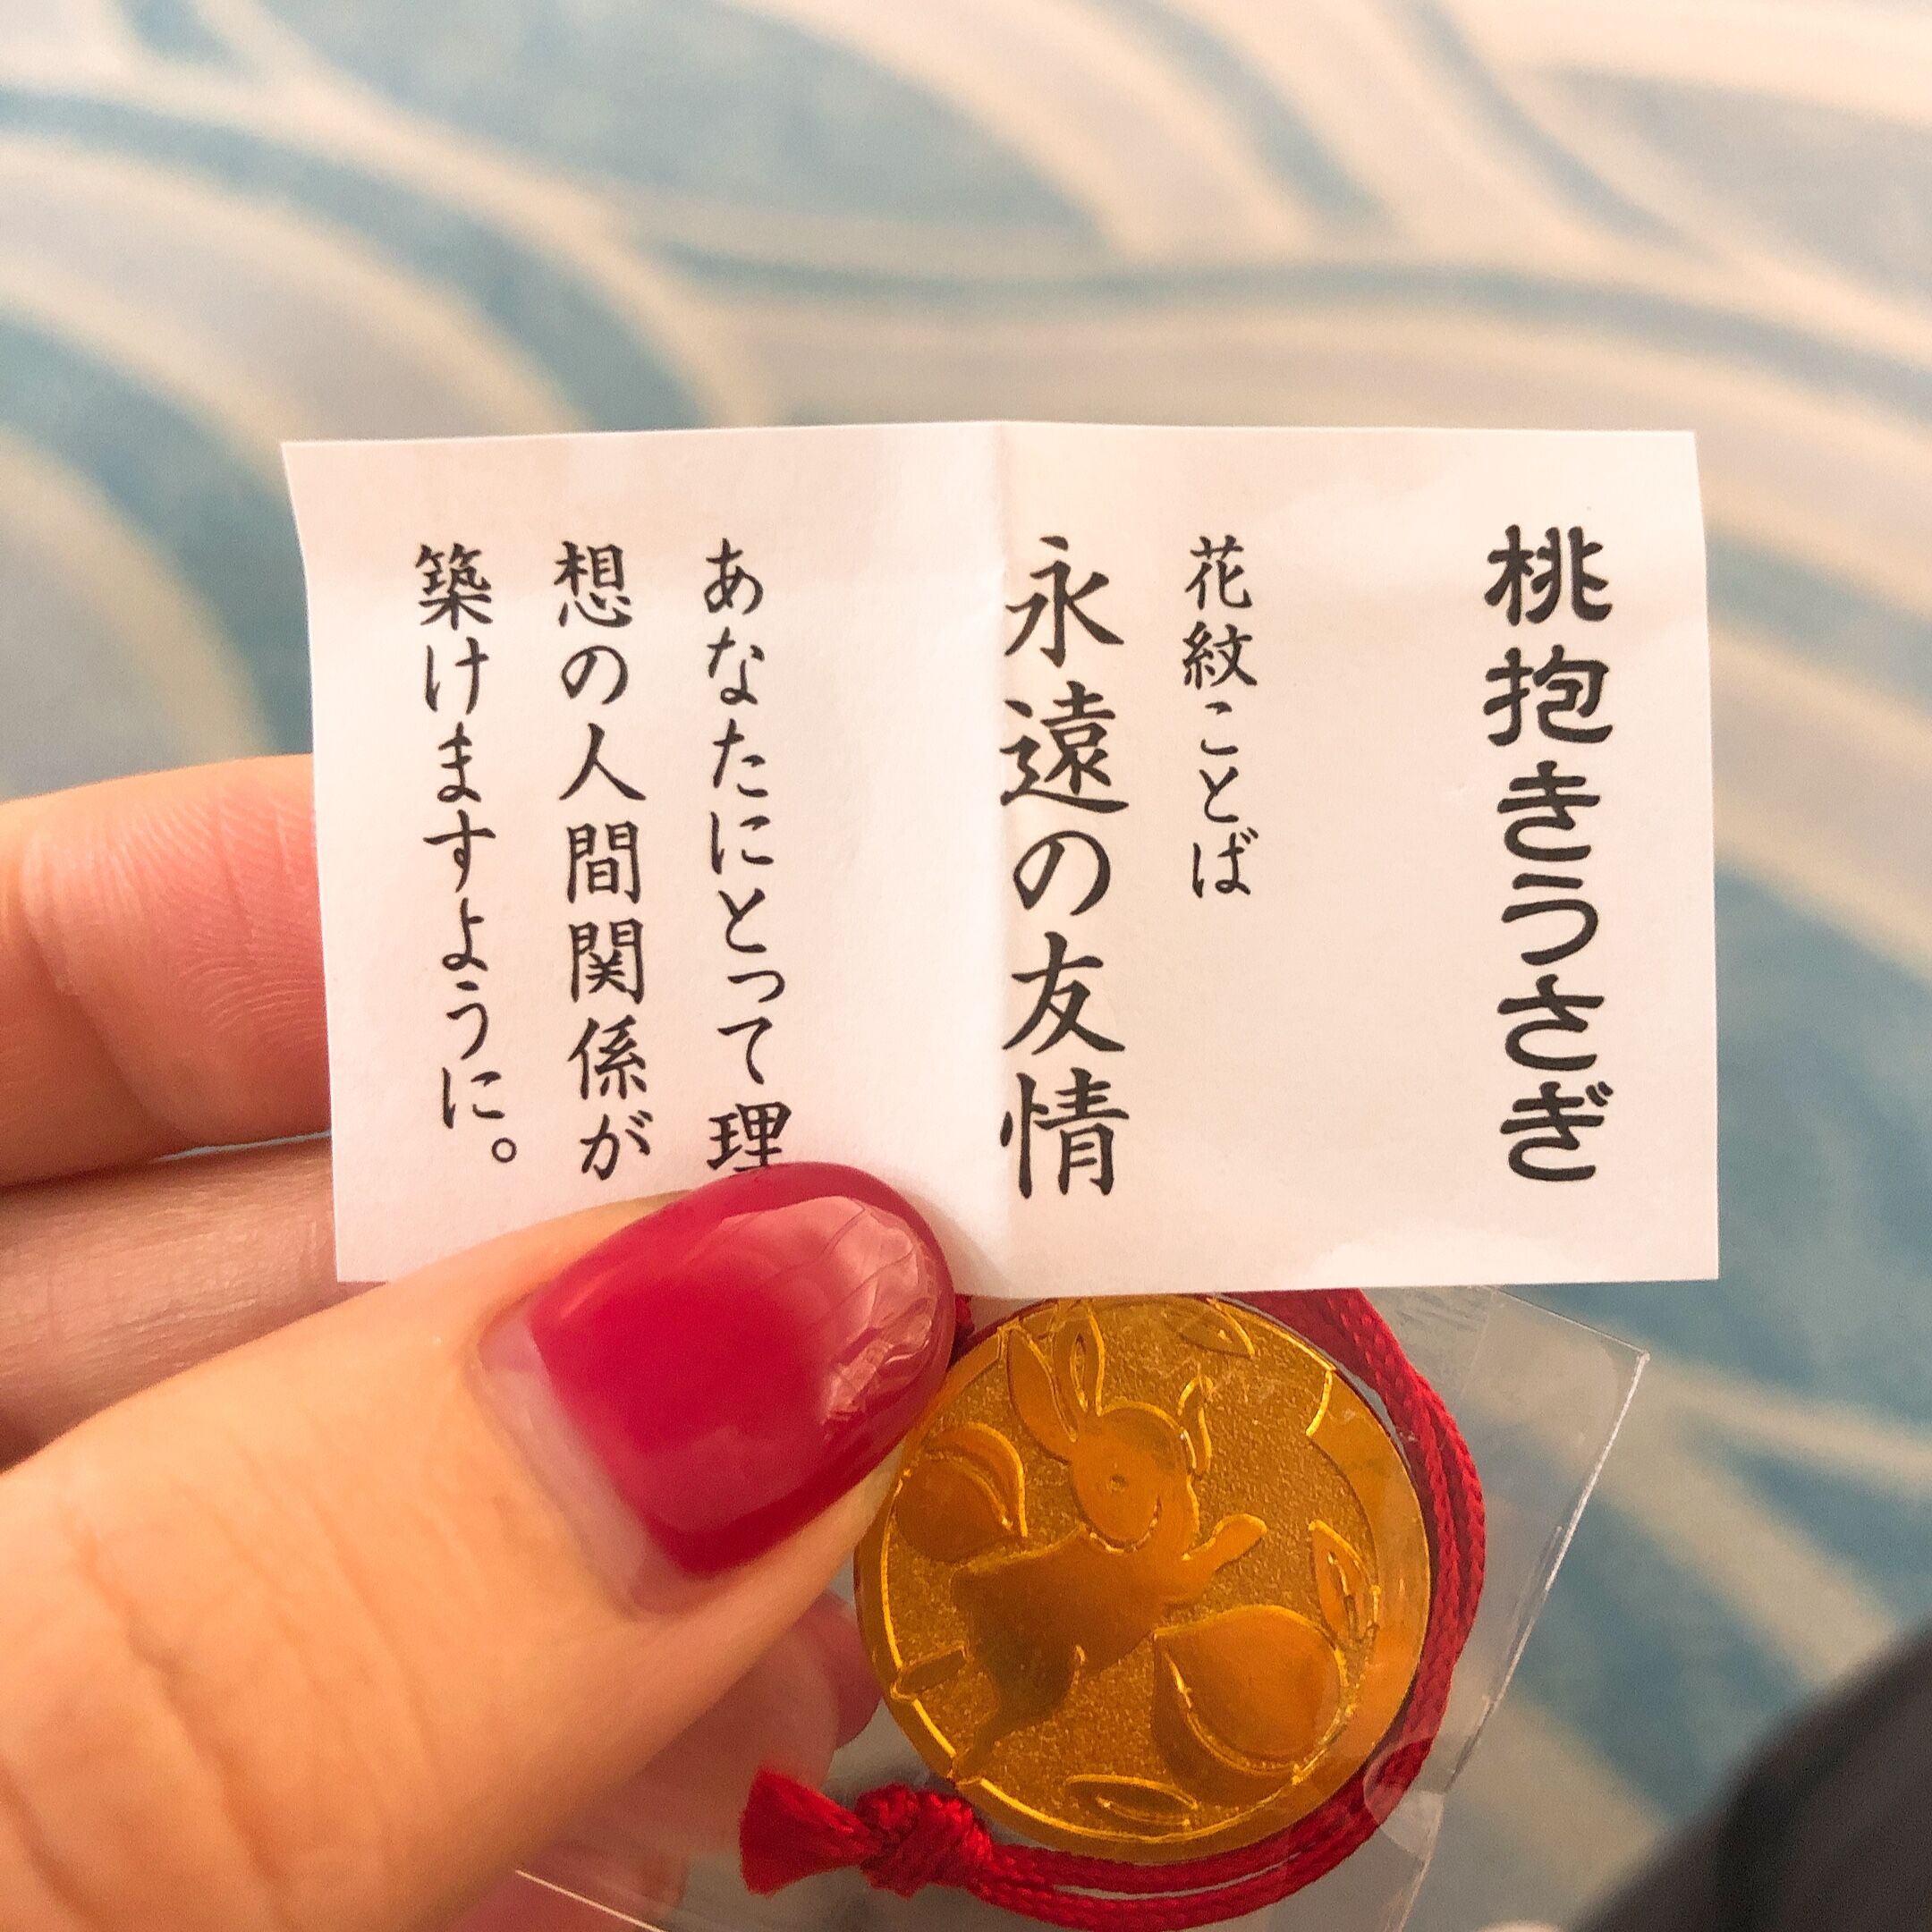 桃抱きうさぎ
花紋ことば
永遠の友情
あなたにとって理
想の人間関係が
築けますように。